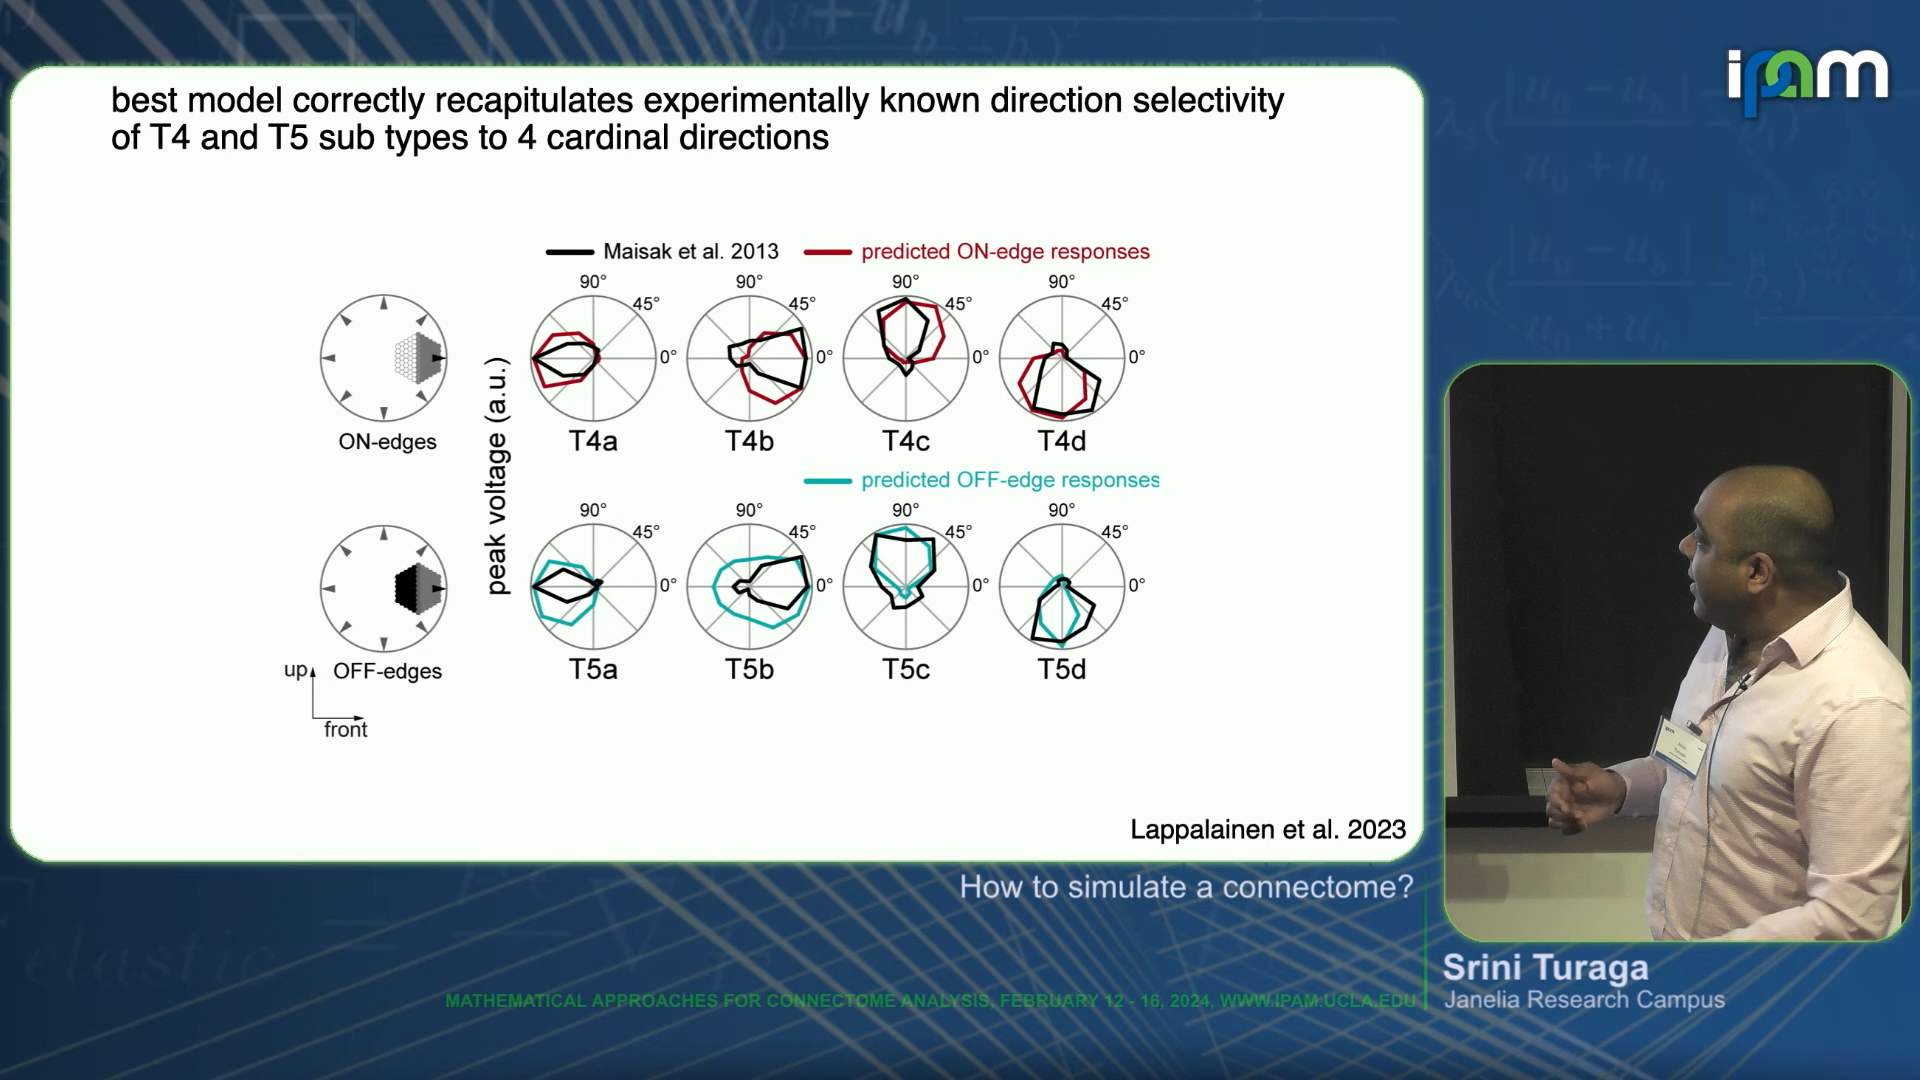 ipam
best model correctly recapitulates experimentally known direction selectivity
of T4 and T5 sub types to 4 cardinal directions
Maisak et al. 2013
predicted ON-edge responses
90° 90° 90° 90°
45° 45° 45° 45°
0° 0° 0° 0°
ON-edges
T4a T4b T4c T4d
peak voltage (a.u.)
predicted OFF-edge responses
90° 90° 90° 90°
45° 45° 45° 45°
0° 0° 0° 0°
OFF-edges
T5a T5b T5c T5d
up
front
Lappalainen et al. 2023
How to simulate a connectome?
Srini Turaga
Janelia Research Campus
MATHEMATICAL APPROACHES FOR CONNECTOME ANALYSIS, FEBRUARY 12 - 16, 2024, WWW.IPAM.UCLA.EDU